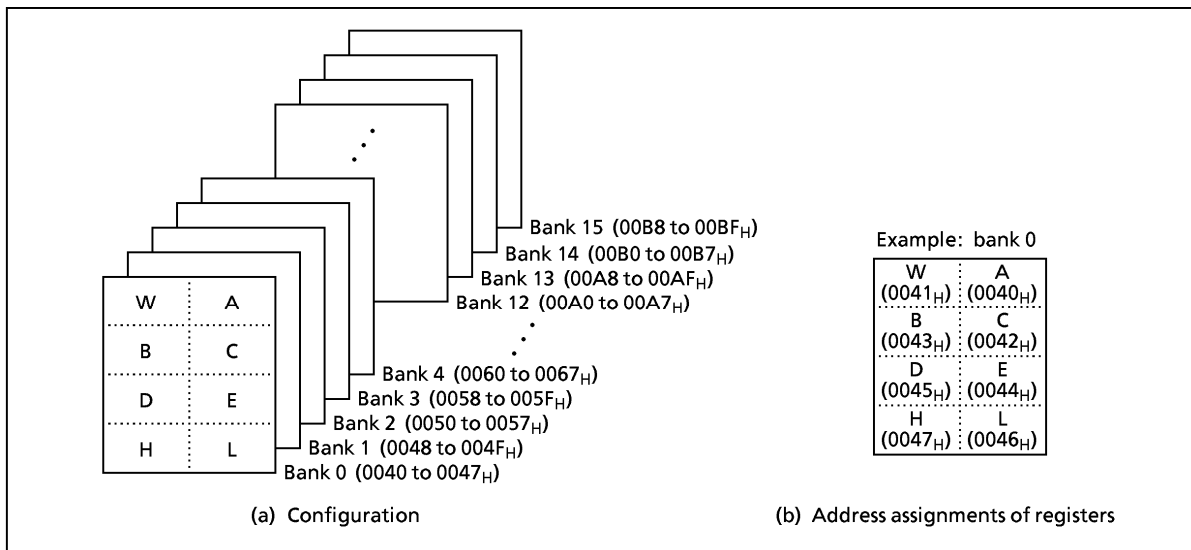 Bank 15 (00B8 to 00BFH)
Bank 14 (00B0 to 00B7H)
Bank 13 (00A8 to 00AFH)
Bank 12 (00A0 to 00A7H)
Bank 4 (0060 to 0067H)
Bank 3 (0058 to 005FH)
Bank 2 (0050 to 0057H)
Bank 1 (0048 to 004FH)
Bank 0 (0040 to 0047H)
W A
B C
D E
H L
(a) Configuration
Example: bank 0
W A
(0041H) (0040H)
B C
(0043H) (0042H)
D E
(0045H) (0044H)
H L
(0047H) (0046H)
(b) Address assignments of registers